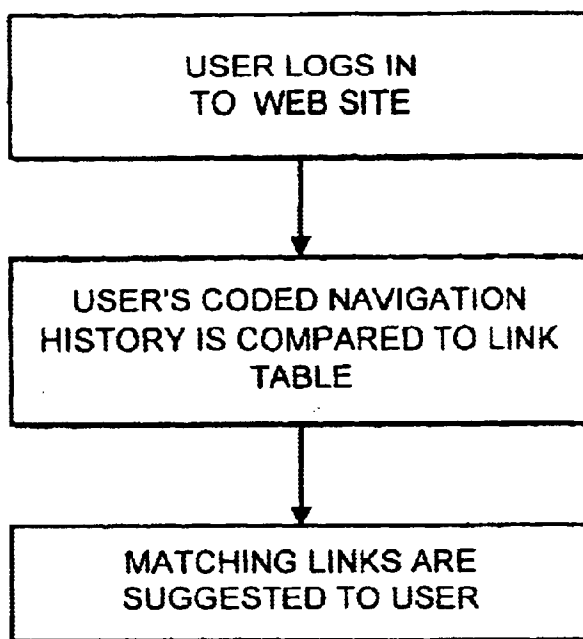 USER LOGS IN
TO WEB SITE
USER'S CODED NAVIGATION
HISTORY IS COMPARED TO LINK
TABLE
MATCHING LINKS ARE
SUGGESTED TO USER